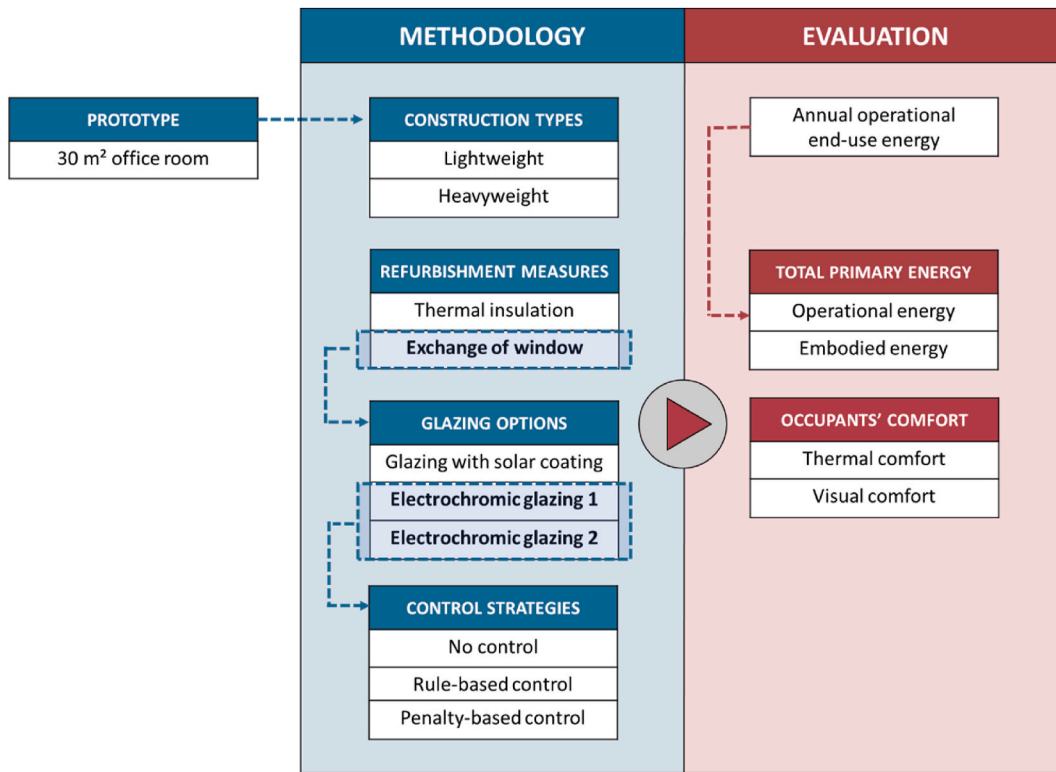 METHODOLOGY
EVALUATION
PROTOTYPE
30 m² office room
CONSTRUCTION TYPES
Lightweight
Heavyweight
REFURBISHMENT MEASURES
Thermal insulation
Exchange of window
GLAZING OPTIONS
Glazing with solar coating
Electrochromic glazing 1
Electrochromic glazing 2
CONTROL STRATEGIES
No control
Rule-based control
Penalty-based control
Annual operational
end-use energy
TOTAL PRIMARY ENERGY
Operational energy
Embodied energy
OCCUPANTS’ COMFORT
Thermal comfort
Visual comfort